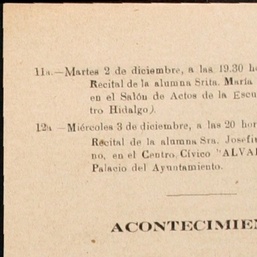 11a.—Martes 2 de diciembre, a las 19.30 ho
Recital de la alumna Srita. María
en el Salón de Actos de la Escu
tro Hidalgo).
12a.—Miércoles 3 de diciembre, a las 20 hor
Recital de la alumna Sra. Josefi
no, en el Centro Cívico "ALVA
Palacio del Ayuntamiento.
ACONTECIMIEN